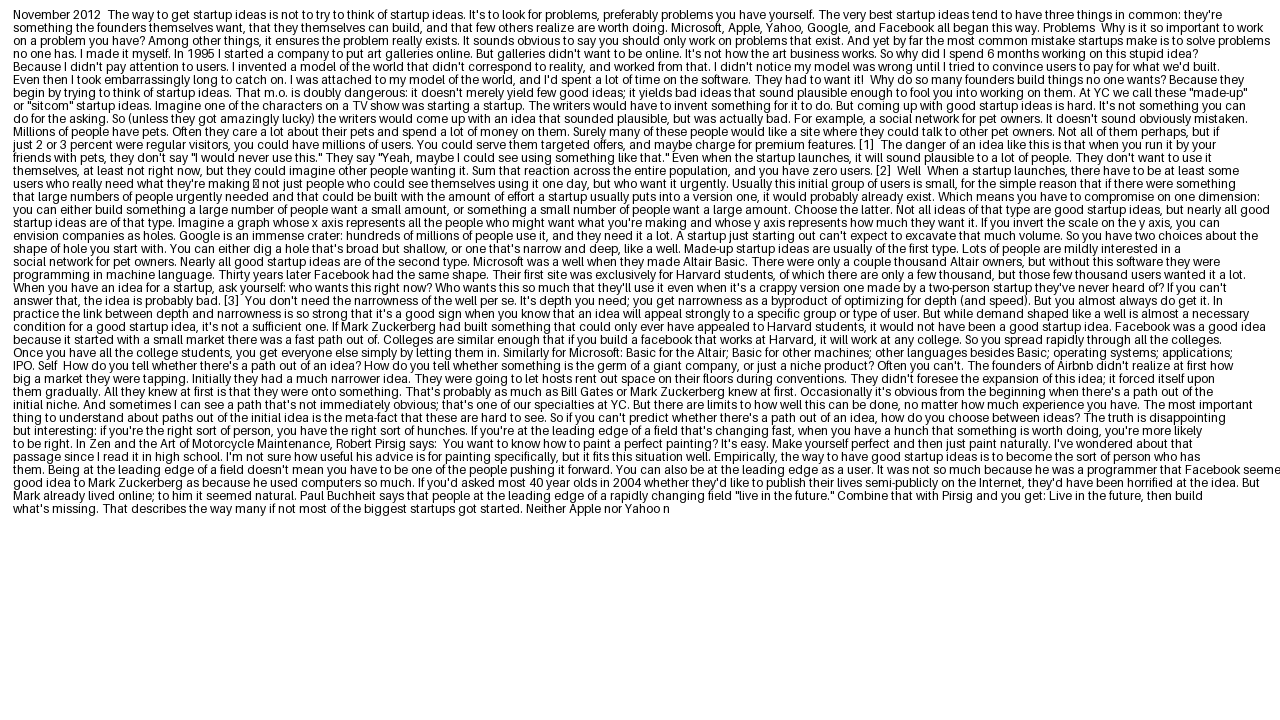 November 2012  The way to get startup ideas is not to try to think of startup ideas. It's to look for problems, preferably problems you have yourself. The very best startup ideas tend to have three things in common: they're
something the founders themselves want, that they themselves can build, and that few others realize are worth doing. Microsoft, Apple, Yahoo, Google, and Facebook all began this way. Problems  Why is it so important to work
on a problem you have? Among other things, it ensures the problem really exists. It sounds obvious to say you should only work on problems that exist. And yet by far the most common mistake startups make is to solve problems
no one has. I made it myself. In 1995 I started a company to put art galleries online. But galleries didn't want to be online. It's not how the art business works. So why did I spend 6 months working on this stupid idea?
Because I didn't pay attention to users. I invented a model of the world that didn't correspond to reality, and worked from that. I didn't notice my model was wrong until I tried to convince users to pay for what we'd built.
Even then I took embarrassingly long to catch on. I was attached to my model of the world, and I'd spent a lot of time on the software. They had to want it!  Why do so many founders build things no one wants? Because they
begin by trying to think of startup ideas. That m.o. is doubly dangerous: it doesn't merely yield few good ideas; it yields bad ideas that sound plausible enough to fool you into working on them. At YC we call these "made-up"
or "sitcom" startup ideas. Imagine one of the characters on a TV show was starting a startup. The writers would have to invent something for it to do. But coming up with good startup ideas is hard. It's not something you can
do for the asking. So (unless they got amazingly lucky) the writers would come up with an idea that sounded plausible, but was actually bad. For example, a social network for pet owners. It doesn't sound obviously mistaken.
Millions of people have pets. Often they care a lot about their pets and spend a lot of money on them. Surely many of these people would like a site where they could talk to other pet owners. Not all of them perhaps, but if
just 2 or 3 percent were regular visitors, you could have millions of users. You could serve them targeted offers, and maybe charge for premium features. [1]  The danger of an idea like this is that when you run it by your
friends with pets, they don't say "I would never use this." They say "Yeah, maybe I could see using something like that." Even when the startup launches, it will sound plausible to a lot of people. They don't want to use it
themselves, at least not right now, but they could imagine other people wanting it. Sum that reaction across the entire population, and you have zero users. [2]  Well  When a startup launches, there have to be at least some
users who really need what they're making not just people who could see themselves using it one day, but who want it urgently. Usually this initial group of users is small, for the simple reason that if there were something
that large numbers of people urgently needed and that could be built with the amount of effort a startup usually puts into a version one, it would probably already exist. Which means you have to compromise on one dimension:
you can either build something a large number of people want a small amount, or something a small number of people want a large amount. Choose the latter. Not all ideas of that type are good startup ideas, but nearly all good
startup ideas are of that type. Imagine a graph whose x axis represents all the people who might want what you're making and whose y axis represents how much they want it. If you invert the scale on the y axis, you can
envision companies as holes. Google is an immense crater: hundreds of millions of people use it, and they need it a lot. A startup just starting out can't expect to excavate that much volume. So you have two choices about the
shape of hole you start with. You can either dig a hole that's broad but shallow, or one that's narrow and deep, like a well. Made-up startup ideas are usually of the first type. Lots of people are mildly interested in a
social network for pet owners. Nearly all good startup ideas are of the second type. Microsoft was a well when they made Altair Basic. There were only a couple thousand Altair owners, but without this software they were
programming in machine language. Thirty years later Facebook had the same shape. Their first site was exclusively for Harvard students, of which there are only a few thousand, but those few thousand users wanted it a lot.
When you have an idea for a startup, ask yourself: who wants this right now? Who wants this so much that they'll use it even when it's a crappy version one made by a two-person startup they've never heard of? If you can't
answer that, the idea is probably bad. [3]  You don't need the narrowness of the well per se. It's depth you need; you get narrowness as a byproduct of optimizing for depth (and speed). But you almost always do get it. In
practice the link between depth and narrowness is so strong that it's a good sign when you know that an idea will appeal strongly to a specific group or type of user. But while demand shaped like a well is almost a necessary
condition for a good startup idea, it's not a sufficient one. If Mark Zuckerberg had built something that could only ever have appealed to Harvard students, it would not have been a good startup idea. Facebook was a good idea
because it started with a small market there was a fast path out of. Colleges are similar enough that if you build a facebook that works at Harvard, it will work at any college. So you spread rapidly through all the colleges.
Once you have all the college students, you get everyone else simply by letting them in. Similarly for Microsoft: Basic for the Altair; Basic for other machines; other languages besides Basic; operating systems; applications;
IPO. Self  How do you tell whether there's a path out of an idea? How do you tell whether something is the germ of a giant company, or just a niche product? Often you can't. The founders of Airbnb didn't realize at first how
big a market they were tapping. Initially they had a much narrower idea. They were going to let hosts rent out space on their floors during conventions. They didn't foresee the expansion of this idea; it forced itself upon
them gradually. All they knew at first is that they were onto something. That's probably as much as Bill Gates or Mark Zuckerberg knew at first. Occasionally it's obvious from the beginning when there's a path out of the
initial niche. And sometimes I can see a path that's not immediately obvious; that's one of our specialties at YC. But there are limits to how well this can be done, no matter how much experience you have. The most important
thing to understand about paths out of the initial idea is the meta-fact that these are hard to see. So if you can't predict whether there's a path out of an idea, how do you choose between ideas? The truth is disappointing
but interesting: if you're the right sort of person, you have the right sort of hunches. If you're at the leading edge of a field that's changing fast, when you have a hunch that something is worth doing, you're more likely
to be right. In Zen and the Art of Motorcycle Maintenance, Robert Pirsig says:  You want to know how to paint a perfect painting? It's easy. Make yourself perfect and then just paint naturally. I've wondered about that
passage since I read it in high school. I'm not sure how useful his advice is for painting specifically, but it fits this situation well. Empirically, the way to have good startup ideas is to become the sort of person who has
them. Being at the leading edge of a field doesn't mean you have to be one of the people pushing it forward. You can also be at the leading edge as a user. It was not so much because he was a programmer that Facebook seeme
good idea to Mark Zuckerberg as because he used computers so much. If you'd asked most 40 year olds in 2004 whether they'd like to publish their lives semi-publicly on the Internet, they'd have been horrified at the idea. But
Mark already lived online; to him it seemed natural. Paul Buchheit says that people at the leading edge of a rapidly changing field "live in the future." Combine that with Pirsig and you get: Live in the future, then build
what's missing. That describes the way many if not most of the biggest startups got started. Neither Apple nor Yahoo n